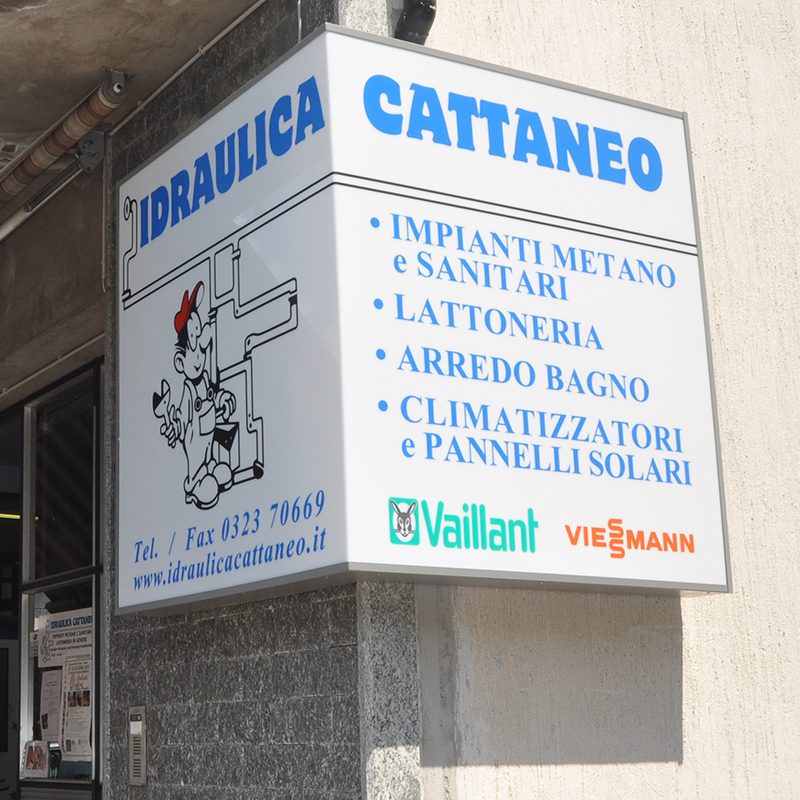 IDRAULICA CATTANEO
• IMPIANTI METANO
e SANITARI
• LATTONERIA
• ARREDO BAGNO
• CLIMATIZZATORI
e PANNELLI SOLARI
Vaillant VIESSMANN
Tel. / Fax 0323 70669
www.idraulicacattaneo.it
IDRAULICA CATTANEO